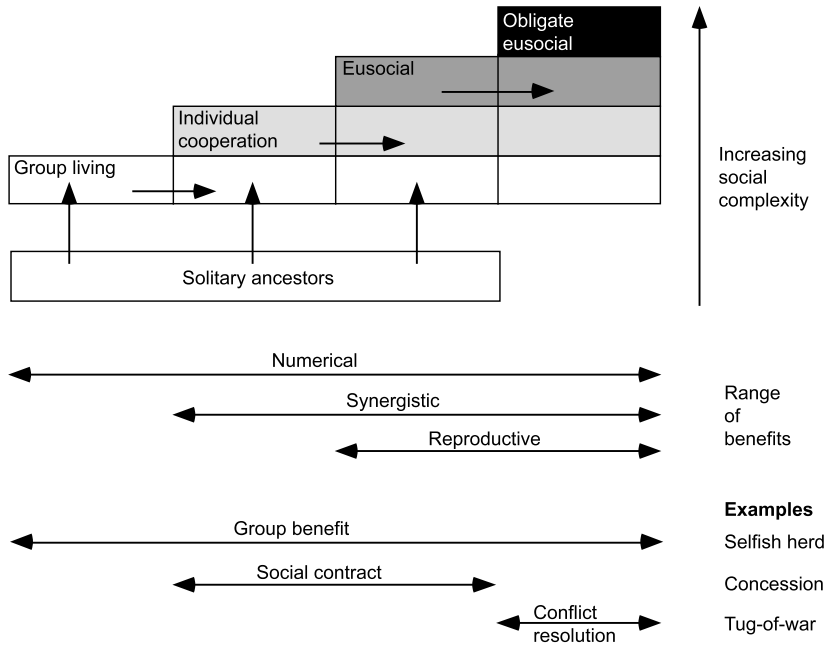 Obligate
eusocial
Eusocial
Individual
cooperation
Group living
Solitary ancestors
Increasing
social
complexity
Numerical
Synergistic
Reproductive
Range
of
benefits
Examples
Group benefit
Selfish herd
Social contract
Concession
Conflict
resolution
Tug-of-war